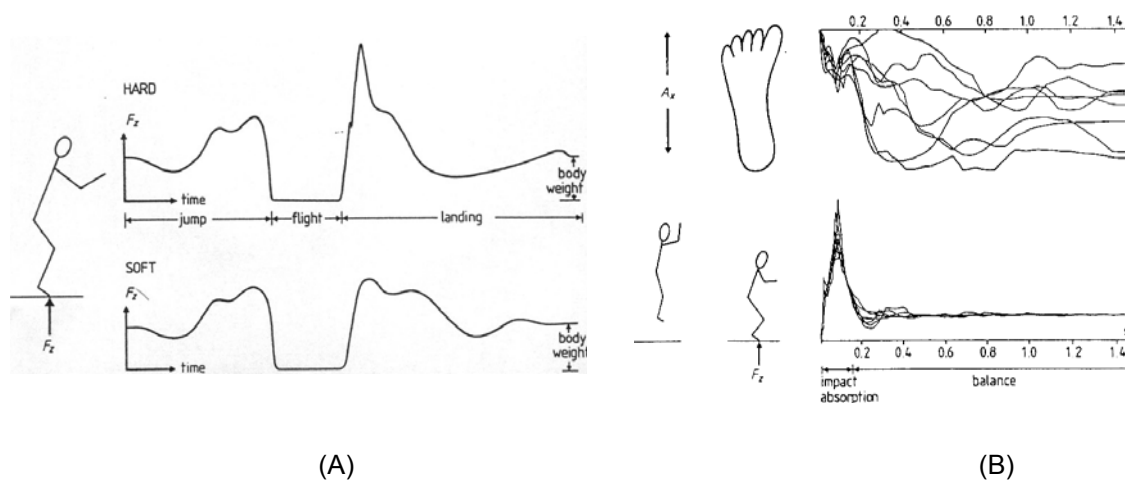 HARD
Fz
time
body
weight
jump
flight
landing
SOFT
Fz
time
body
weight
Fz
(A)
Ax
0.2 0.4 0.6 0.8 1.0 1.2 1.4
Fz
0.2 0.4 0.6 0.8 1.0 1.2 1.4
impact
absorption
balance
(B)